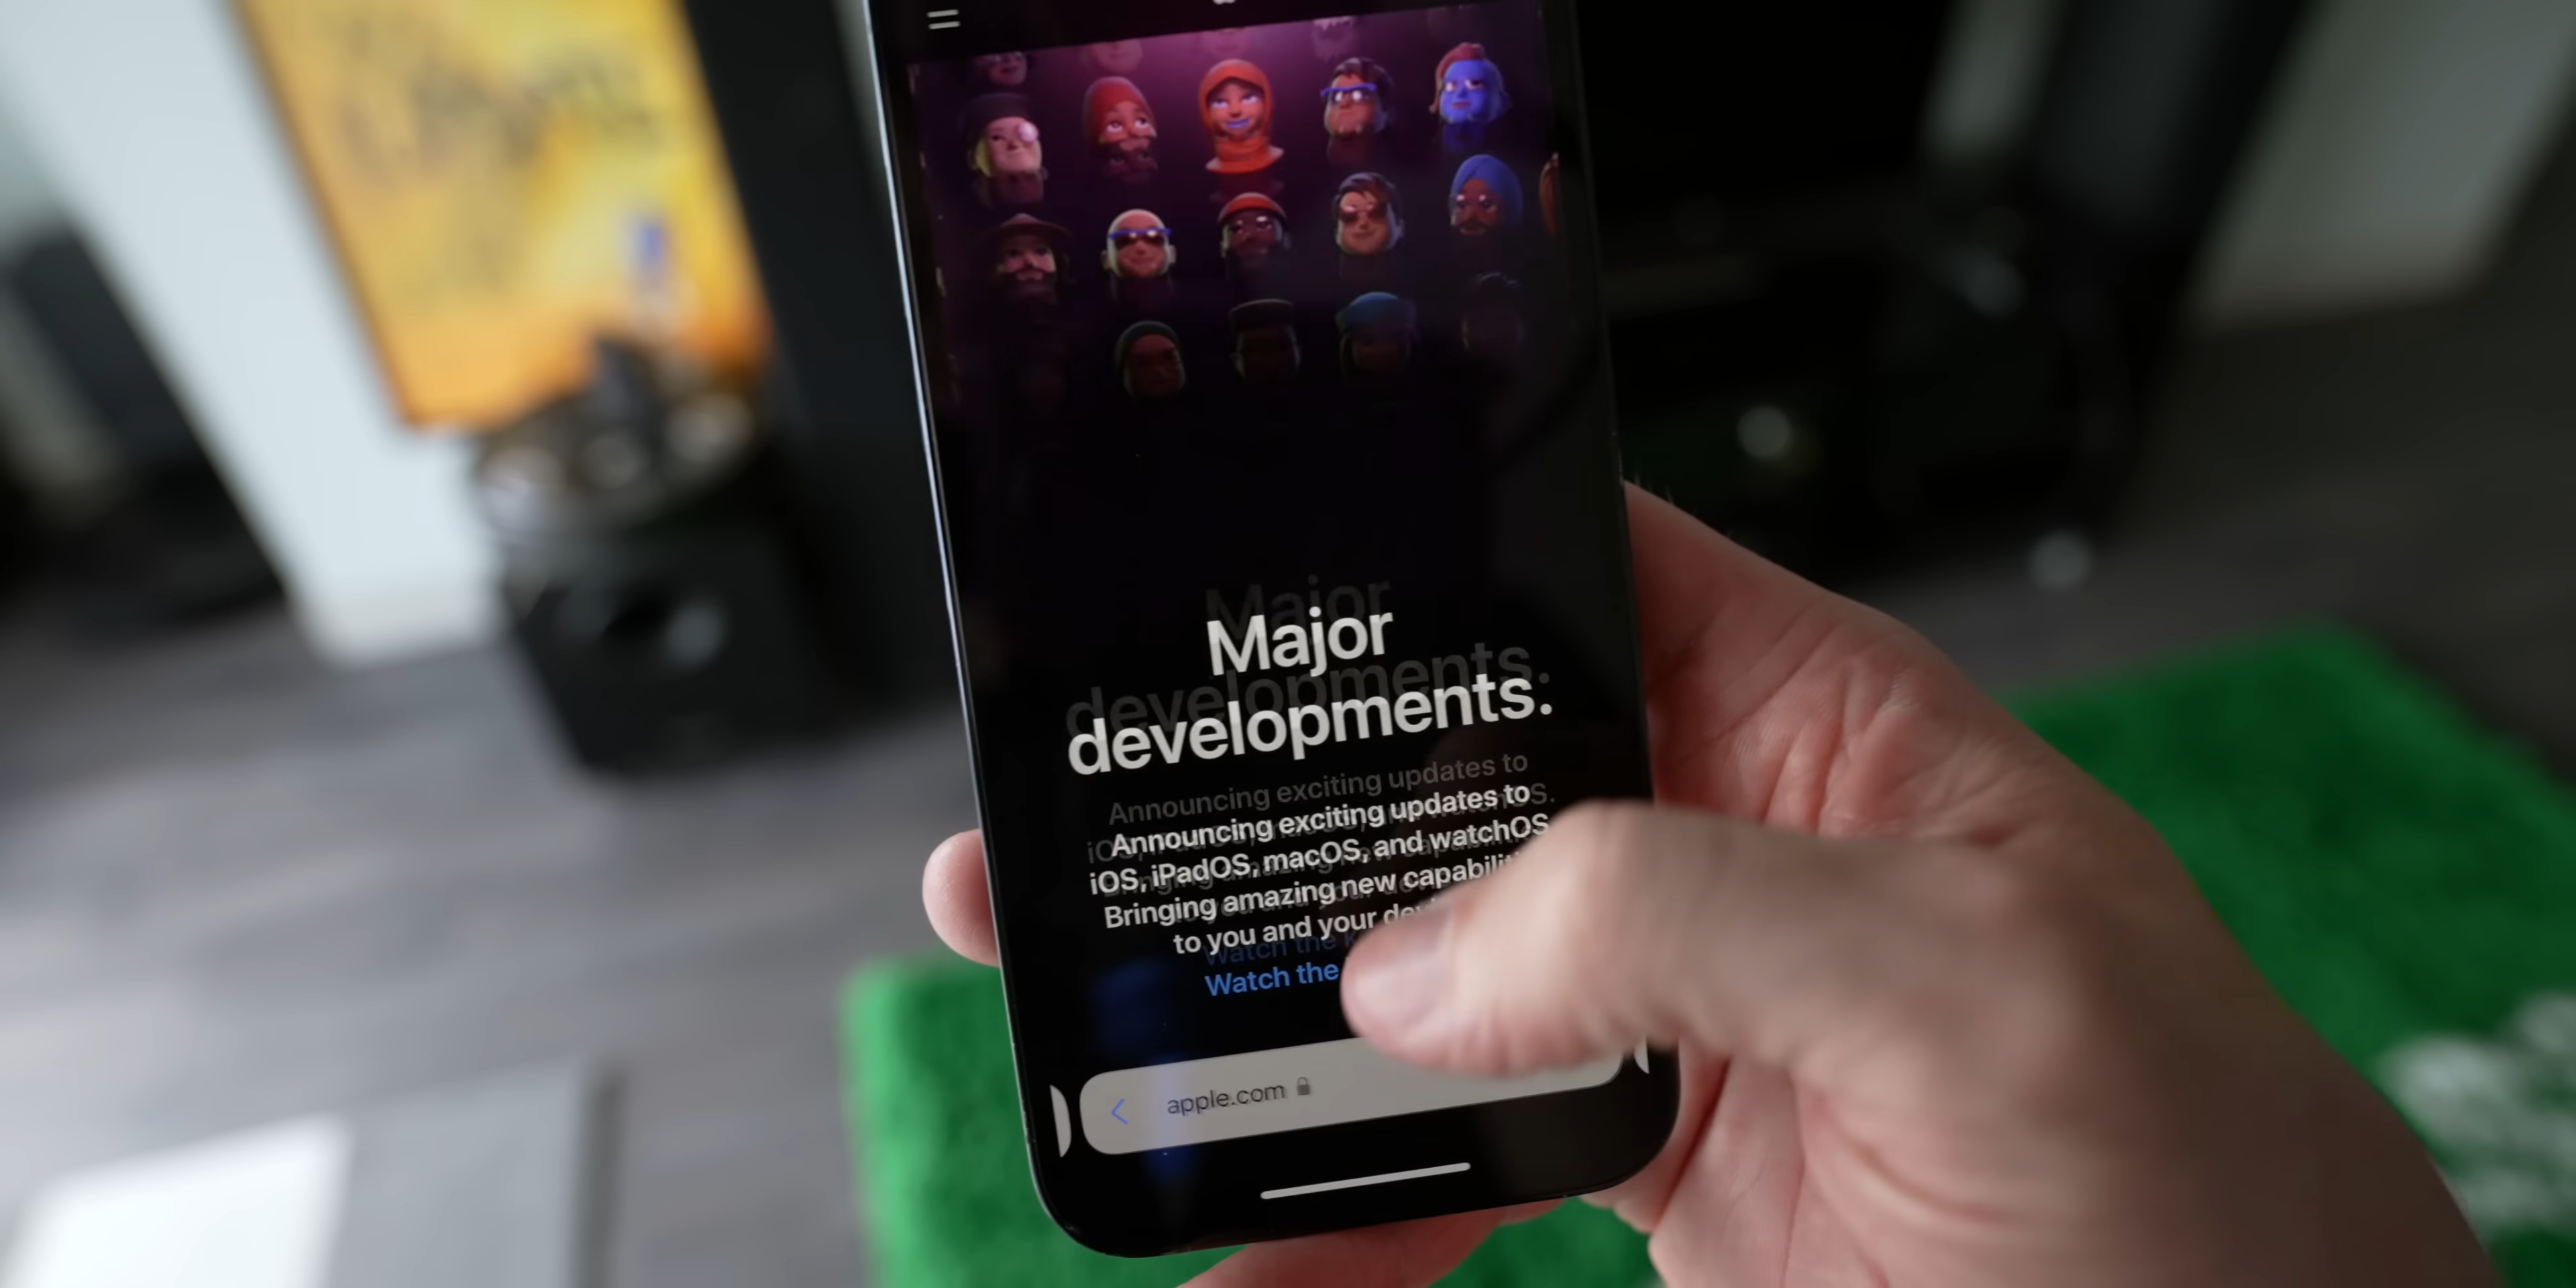 Major
developments.
Announcing exciting updates to
iOS, iPadOS, macOS, and watchOS.
Bringing amazing new capabilit
to you and your
Watch the
apple.com